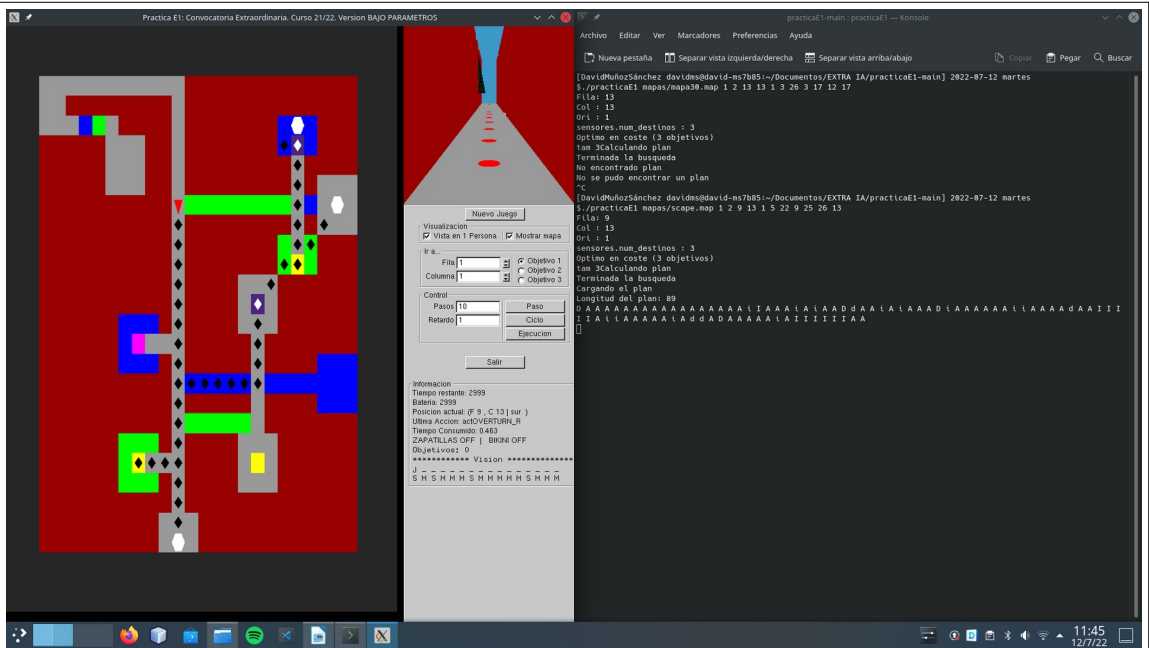 Practica E1: Convocatoria Extraordinaria. Curso 21/22. Version BAJO PARAMETROS
Nuevo Juego
Visualizacion
Vista en 1 Persona
Mostrar mapa
Ir a...
Fila 1
Objetivo 1
Objetivo 2
Columna 1
Objetivo 3
Control
Pasos 10
Paso
Retardo 1
Ciclo
Ejecucion
Salir
Informacion
Tiempo restante: 2999
Bateria: 2999
Posicion actual: (F 9 , C 13 | sur )
Ultima Accion: actOVERTURN_R
Tiempo Consumido: 0.463
ZAPATILLAS OFF | BIKINI OFF
Objetivos: 0
************ Vision **************
J _ _ _ _ _ _ _ _ _ _ _ _ _ _ _
S M S M M M S M M M M M S M M M
practicaE1-main : practicaE1 — Konsole
Archivo Editar Ver Marcadores Preferencias Ayuda
Nueva pestaña Separar vista izquierda/derecha Separar vista arriba/abajo Copiar Pegar Buscar
[DavidMuñozSánchez davidms@david-ms7b85:~/Documentos/EXTRA IA/practicaE1-main] 2022-07-12 martes
$./practicaE1 mapas/mapa30.map 1 2 13 13 1 3 26 3 17 12 17
Fila: 13
Col : 13
Ori : 1
sensores.num_destinos : 3
Optimo en coste (3 objetivos)
tam 3Calculando plan
Terminada la busqueda
No encontrado plan
No se pudo encontrar un plan
^C
[DavidMuñozSánchez davidms@david-ms7b85:~/Documentos/EXTRA IA/practicaE1-main] 2022-07-12 martes
$./practicaE1 mapas/scape.map 1 2 9 13 1 5 22 9 25 26 13
Fila: 9
Col : 13
Ori : 1
sensores.num_destinos : 3
Optimo en coste (3 objetivos)
tam 3Calculando plan
Terminada la busqueda
Cargando el plan
Longitud del plan: 89
D A A A A A A A A A A A A A A A A i I A A A i A i A A D d A A i A i A A A D i A A A A A A i i A A A A d A A I I I
I I A i i A A A A A i A d d A D A A A A A i A I I I I I I A A
11:45
12/7/22